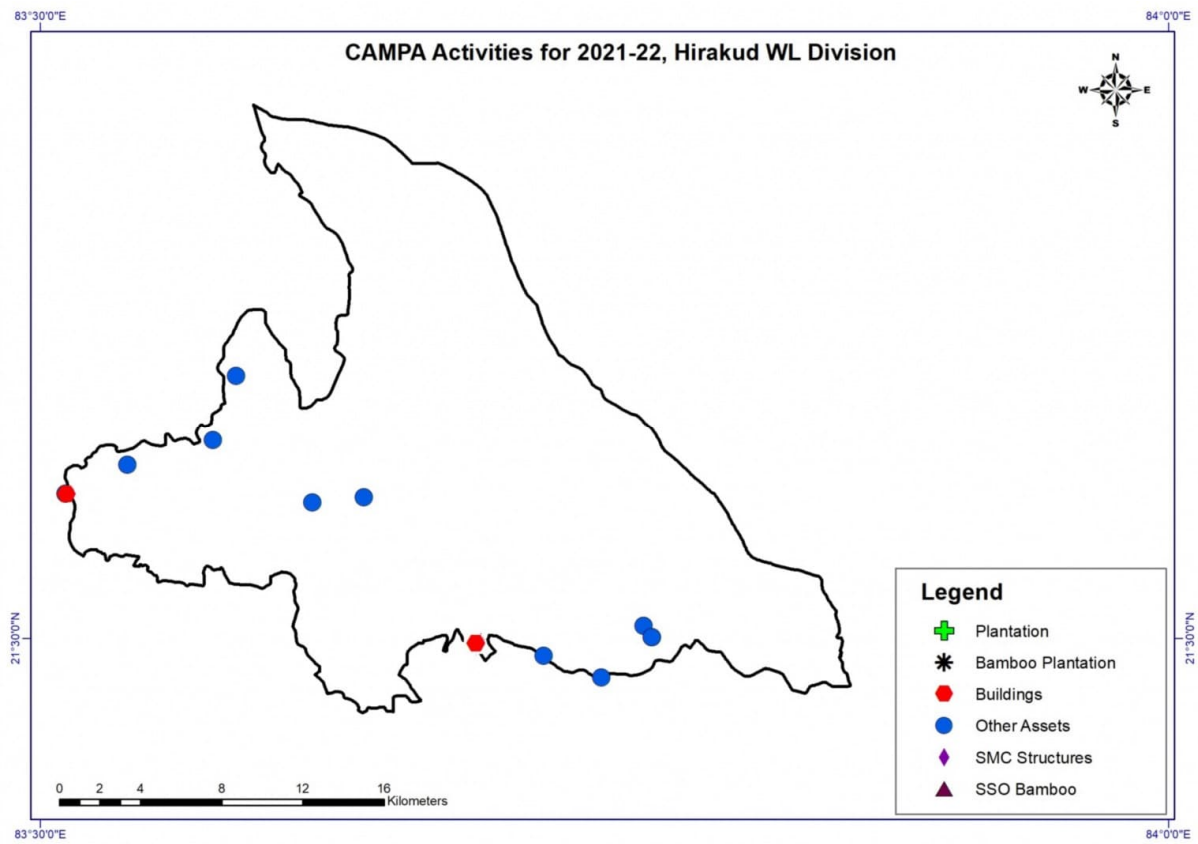 83°30'0"E 84°0'0"E
CAMPA Activities for 2021-22, Hirakud WL Division
N
W E
S
Legend
Plantation
21°30'0"N 21°30'0"N
Bamboo Plantation
Buildings
Other Assets
SMC Structures
SSO Bamboo
0 2 4 8 12 16
Kilometers
83°30'0"E 84°0'0"E